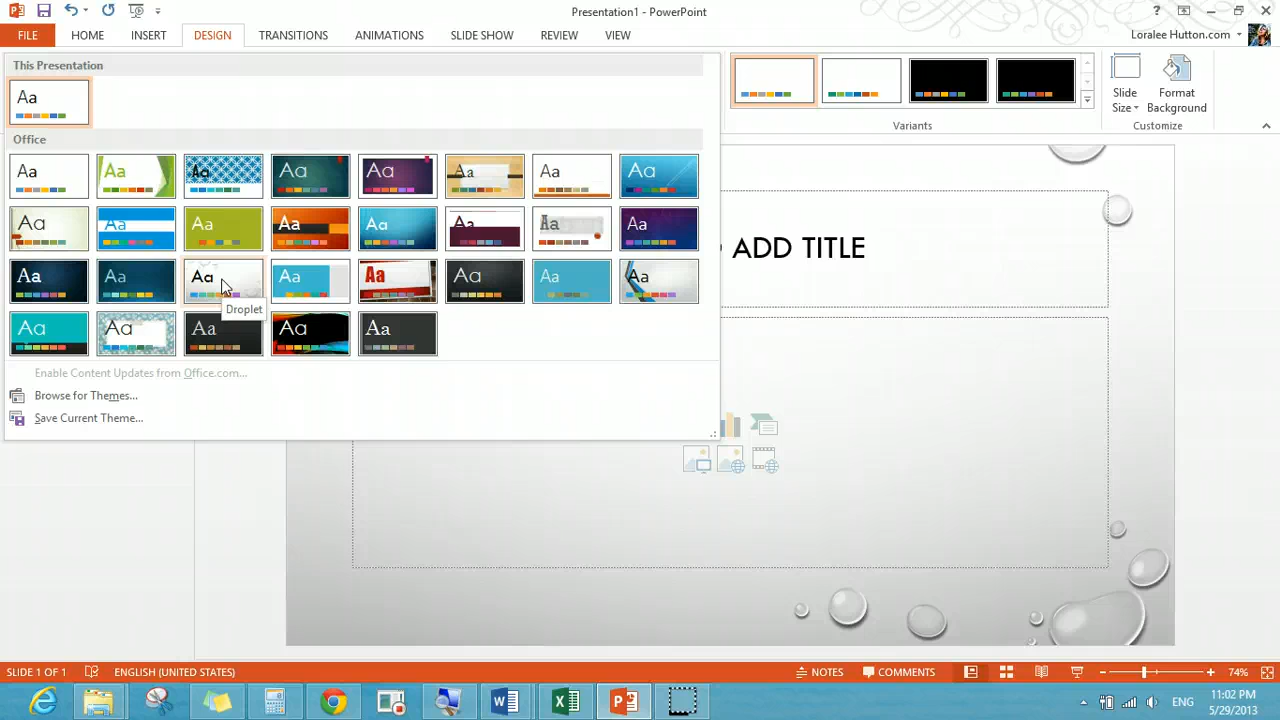 Presentation1 - PowerPoint
?
FILE HOME INSERT DESIGN TRANSITIONS ANIMATIONS SLIDE SHOW REVIEW VIEW
Loralee Hutton.com
This Presentation
Aa
Office
Aa Aa Aa Aa Aa Aa Aa Aa
Aa Aa Aa Aa Aa Aa Aa Aa
Aa Aa Aa Aa Aa Aa Aa Aa
Droplet
Aa Aa Aa Aa Aa
Enable Content Updates from Office.com...
Browse for Themes...
Save Current Theme...
Variants
Slide Size
Format Background
Customize
ADD TITLE
SLIDE 1 OF 1 ENGLISH (UNITED STATES) NOTES COMMENTS 74%
ENG
11:02 PM
5/29/2013